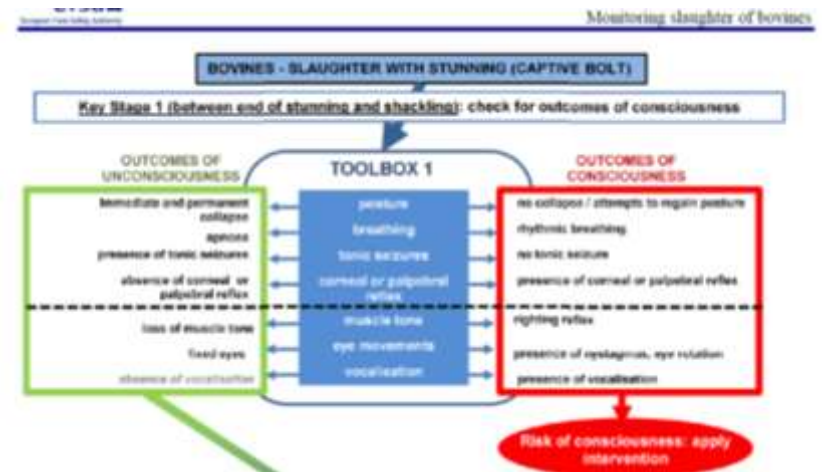 European Food Safety Authority
Monitoring slaughter of bovines
BOVINES - SLAUGHTER WITH STUNNING (CAPTIVE BOLT)
Key Stage 1 (between end of stunning and shackling): check for outcomes of consciousness
OUTCOMES OF
UNCONSCIOUSNESS
TOOLBOX 1
OUTCOMES OF
CONSCIOUSNESS
Immediate and permanent
collapse
posture
no collapse / attempts to regain posture
apnoea
breathing
rhythmic breathing
presence of tonic seizures
tonic seizures
no tonic seizure
absence of corneal or
palpebral reflex
corneal or palpebral
reflex
presence of corneal or palpebral reflex
loss of muscle tone
muscle tone
righting reflex
fixed eyes
eye movements
presence of nystagmus, eye rotation
absence of vocalisation
vocalisation
presence of vocalisation
Risk of consciousness: apply
intervention